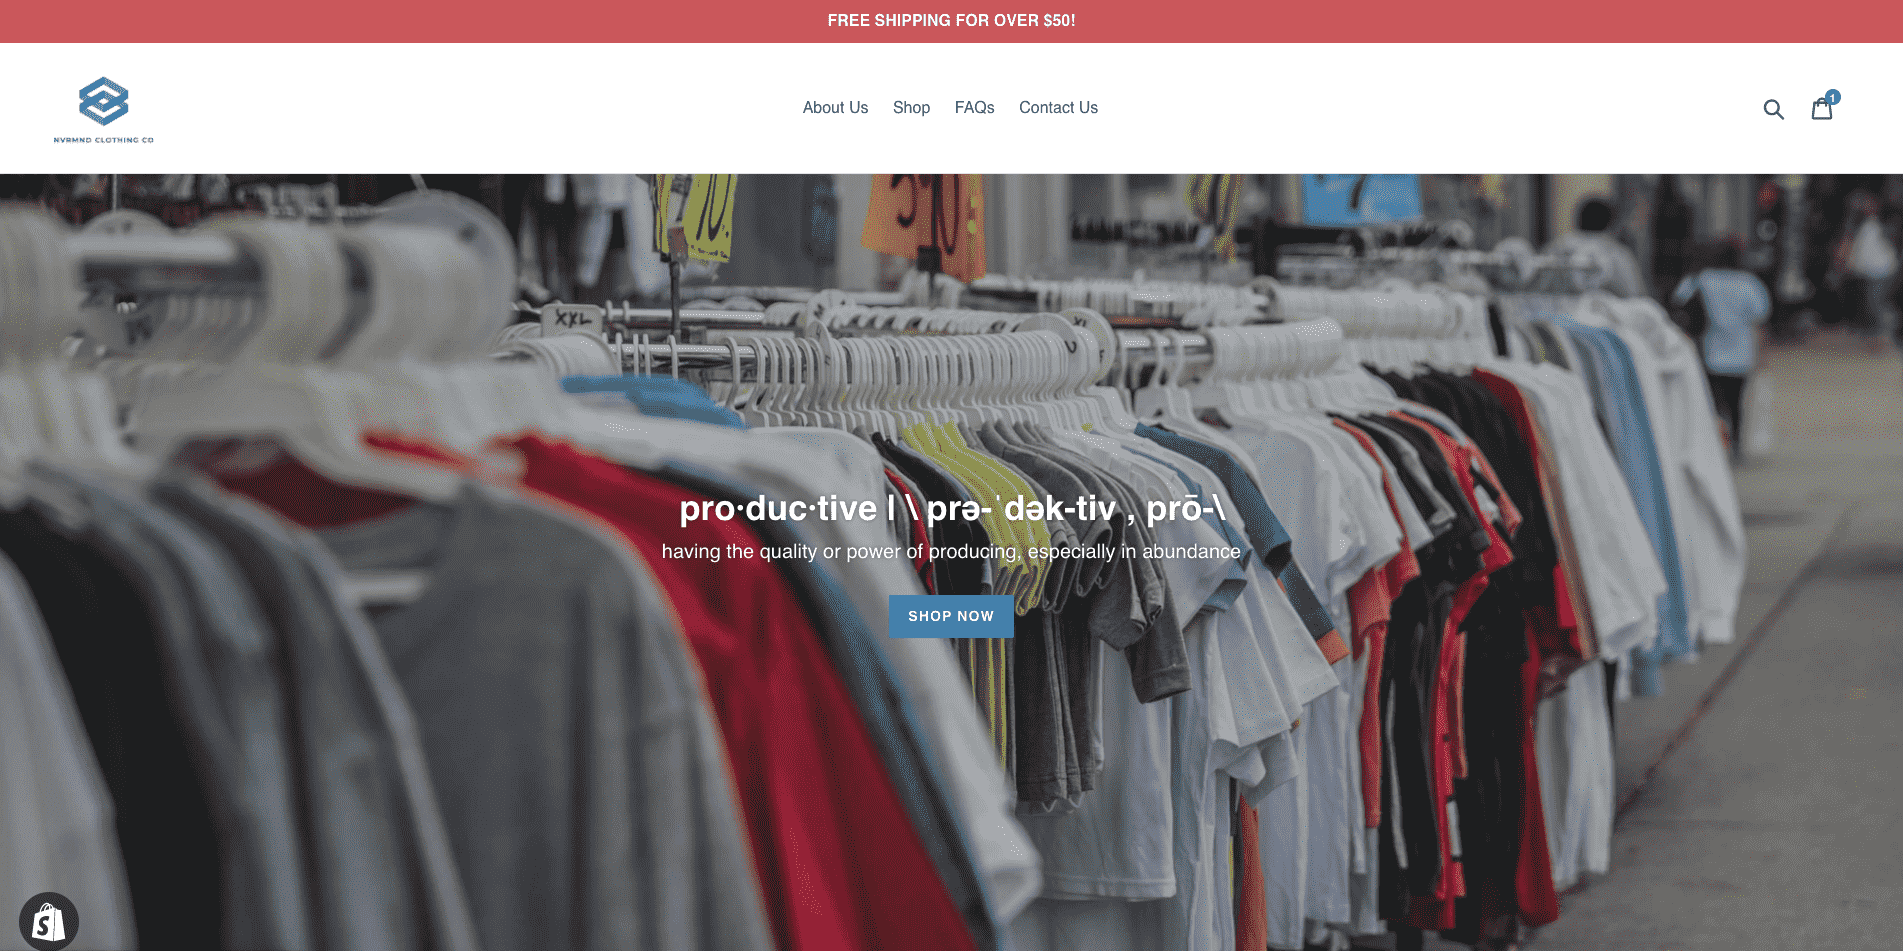 FREE SHIPPING FOR OVER $50!
NVRMND CLOTHING CO
About Us Shop FAQs Contact Us
1
XXL
pro·duc·tive | \ prə-ˈdək-tiv , prō-\
having the quality or power of producing, especially in abundance
SHOP NOW